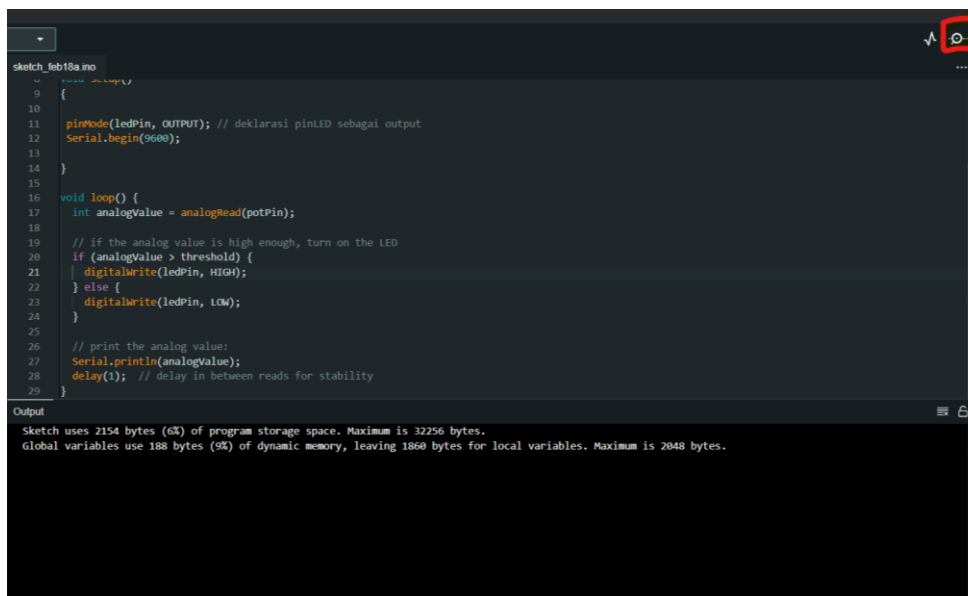 sketch_feb18a.ino
...
8 void setup()
9 {
10
11 pinMode(ledPin, OUTPUT); // deklarasi pinLED sebagai output
12 Serial.begin(9600);
13
14 }
15
16 void loop() {
17 int analogValue = analogRead(potPin);
18
19 // if the analog value is high enough, turn on the LED
20 if (analogValue > threshold) {
21 digitalWrite(ledPin, HIGH);
22 } else {
23 digitalWrite(ledPin, LOW);
24 }
25
26 // print the analog value:
27 Serial.println(analogValue);
28 delay(1); // delay in between reads for stability
29 }
Output
Sketch uses 2154 bytes (6%) of program storage space. Maximum is 32256 bytes.
Global variables use 188 bytes (9%) of dynamic memory, leaving 1860 bytes for local variables. Maximum is 2048 bytes.